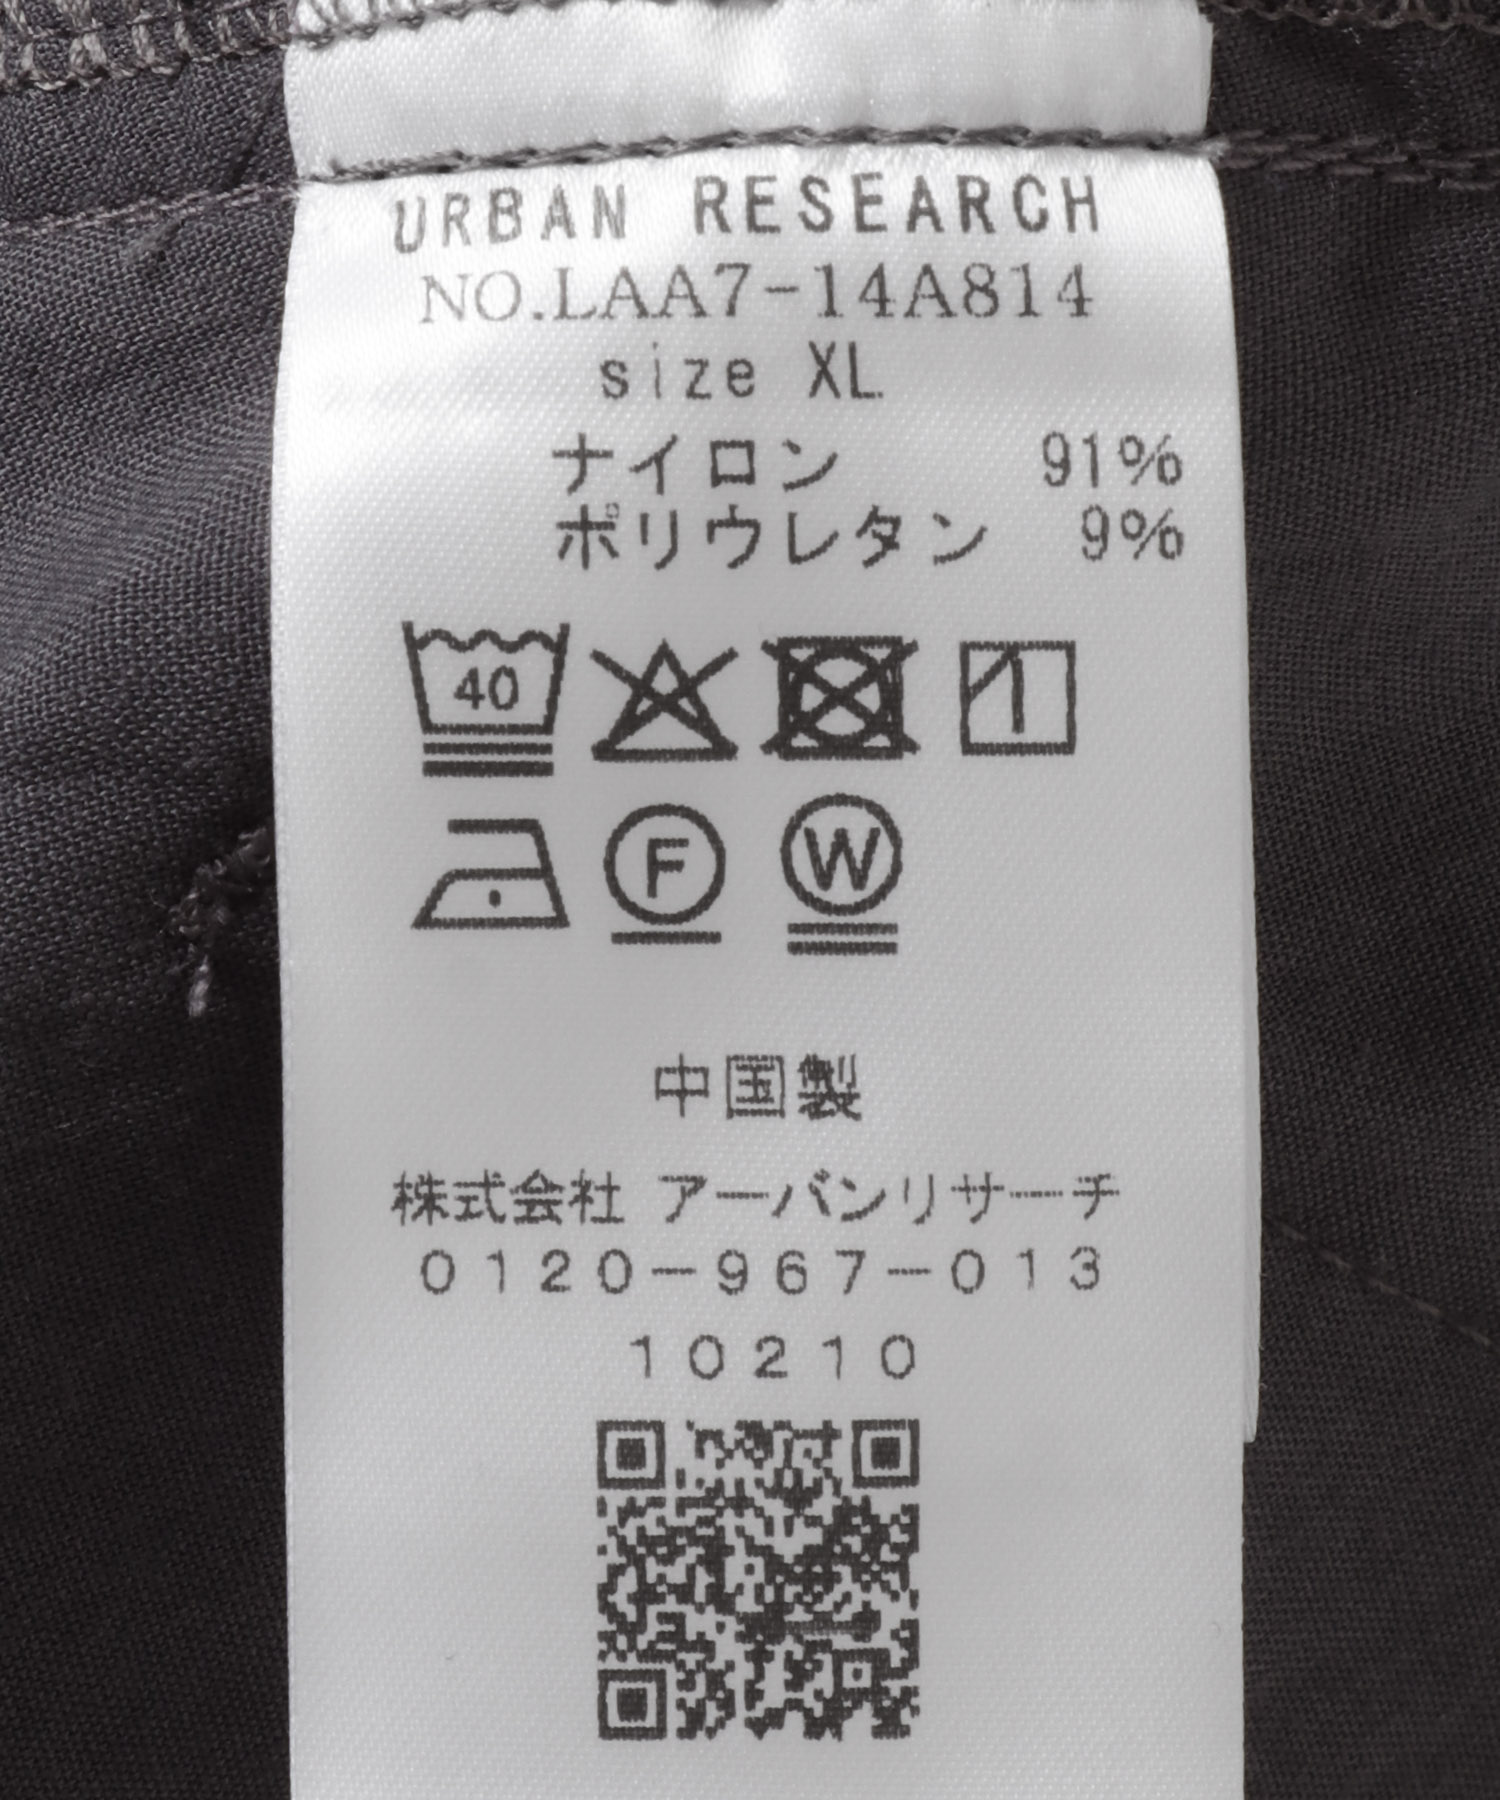 URBAN RESEARCH
NO.LAA7-14A814
size XL
ナイロン 91%
ポリウレタン 9%
40
F W
中国製
株式会社 アーバンリサーチ
0120-967-013
10210